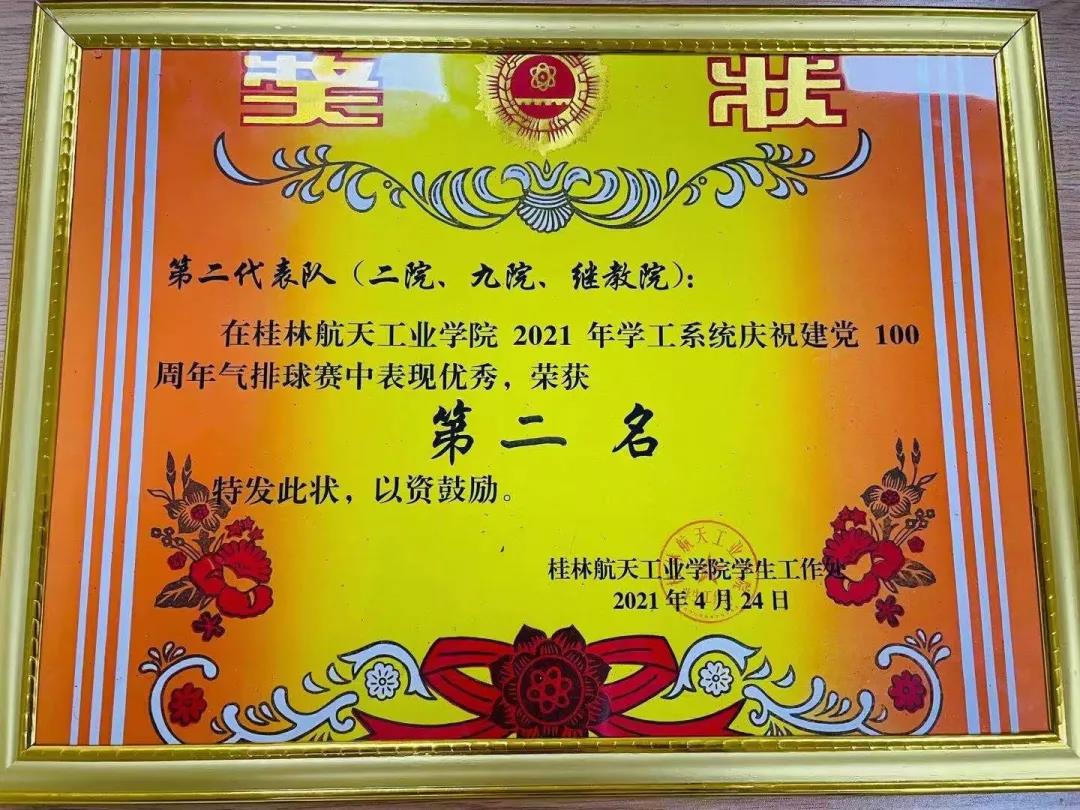 奖 状
第二代表队（二院、九院、继教院）：
在桂林航天工业学院 2021 年学工系统庆祝建党 100
周年气排球赛中表现优秀，荣获
第 二 名
特发此状，以资鼓励。
桂林航天工业学院学生工作处
2021 年 4 月 24 日